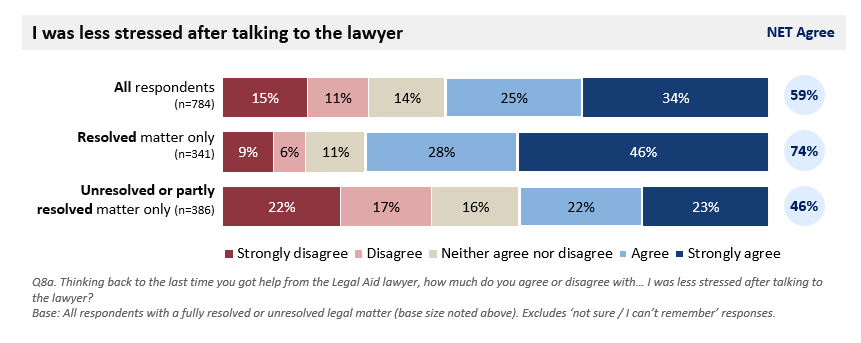 I was less stressed after talking to the lawyer NET Agree
All respondents
(n=784)
15% 11% 14% 25% 34% 59%
Resolved matter only
(n=341)
9% 6% 11% 28% 46% 74%
Unresolved or partly
resolved matter only (n=386)
22% 17% 16% 22% 23% 46%
Strongly disagree Disagree Neither agree nor disagree Agree Strongly agree
Q8a. Thinking back to the last time you got help from the Legal Aid lawyer, how much do you agree or disagree with... I was less stressed after talking to
the lawyer?
Base: All respondents with a fully resolved or unresolved legal matter (base size noted above). Excludes ‘not sure / I can’t remember’ responses.